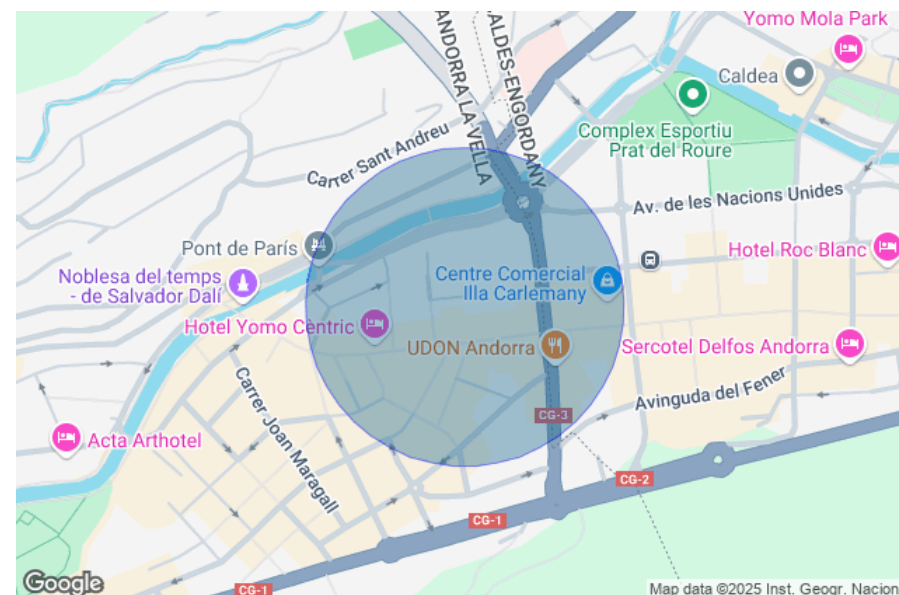 Yomo Mola Park
ANDORRA LA VELLA
ALDES-ENGORDANY
Caldea
Complex Esportiu
Prat del Roure
Carrer Sant Andreu
Av. de les Nacions Unides
Pont de París
Hotel Roc Blanc
Noblesa del temps
- de Salvador Dalí
Centre Comercial
Illa Carlemany
Hotel Yomo Cèntric
UDON Andorra
Sercotel Delfos Andorra
Avinguda del Fener
Carrer Joan Maragall
CG-3
Acta Arthotel
CG-2
CG-1
CG-1
Google
Map data ©2025 Inst. Geogr. Nacion